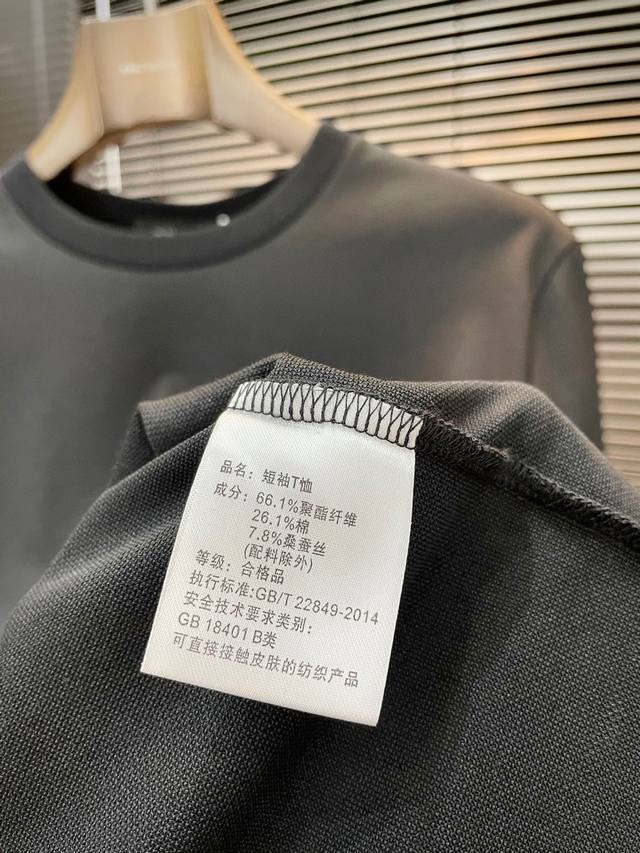 品名：短袖T恤
成分：66.1%聚酯纤维
26.1%棉
7.8%桑蚕丝
(配料除外)
等级：合格品
执行标准:GB/T 22849-2014
安全技术要求类别：
GB 18401 B类
可直接接触皮肤的纺织产品